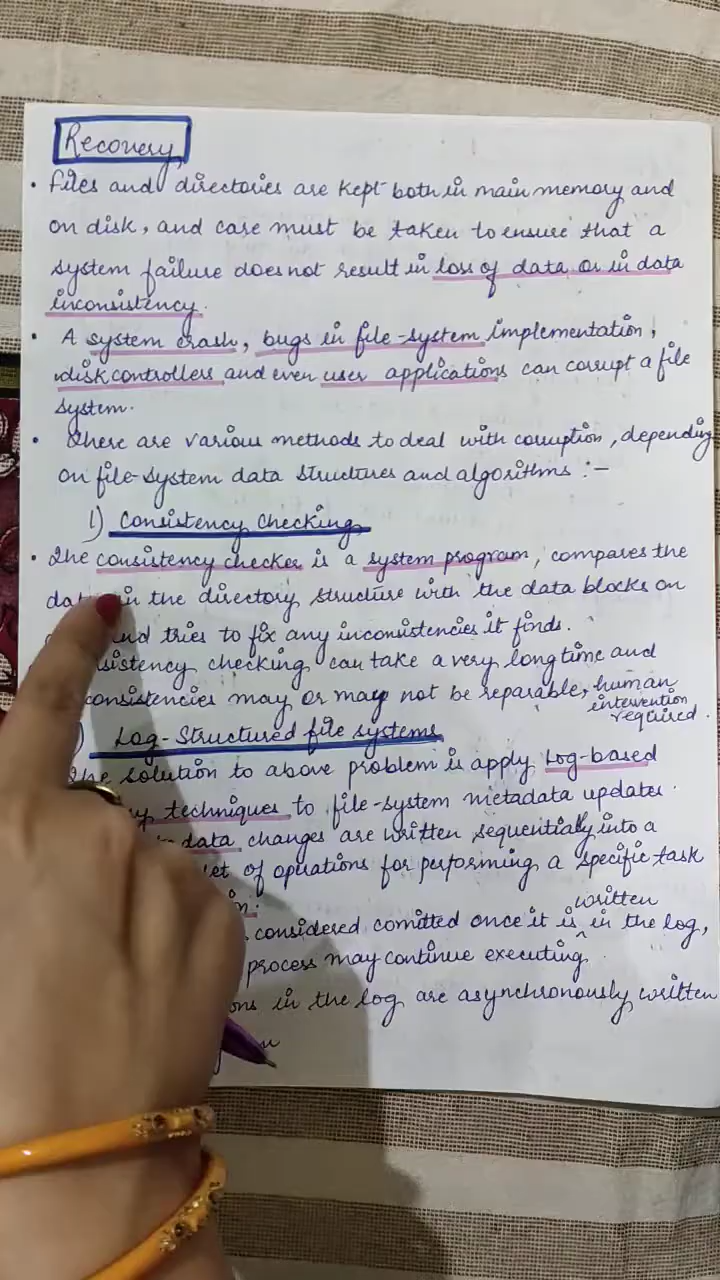 Recovery
• Files and directories are kept both in main memory and
on disk, and care must be taken to ensure that a
system failure does not result in loss of data or in data
inconsistency.
• A system crash, bugs in file-system implementation,
disk controllers and even user applications can corrupt a file
system.
• There are various methods to deal with corruption, depending
on file-system data structures and algorithms :-
1) Consistency Checking
• The consistency checker is a system program, compares the
in the directory structure with the data blocks on
and tries to fix any inconsistencies it finds.
checking can take a very long time and
may or may not be reparable, human
intervention
required.
Log-Structured file systems
The solution to above problem is apply Log-based
techniques to file-system metadata updates.
data changes are written sequentially into a
set of operations for performing a specific task
written
considered comitted once it is ^ in the log,
process may continue executing.
in the log are asynchronously written